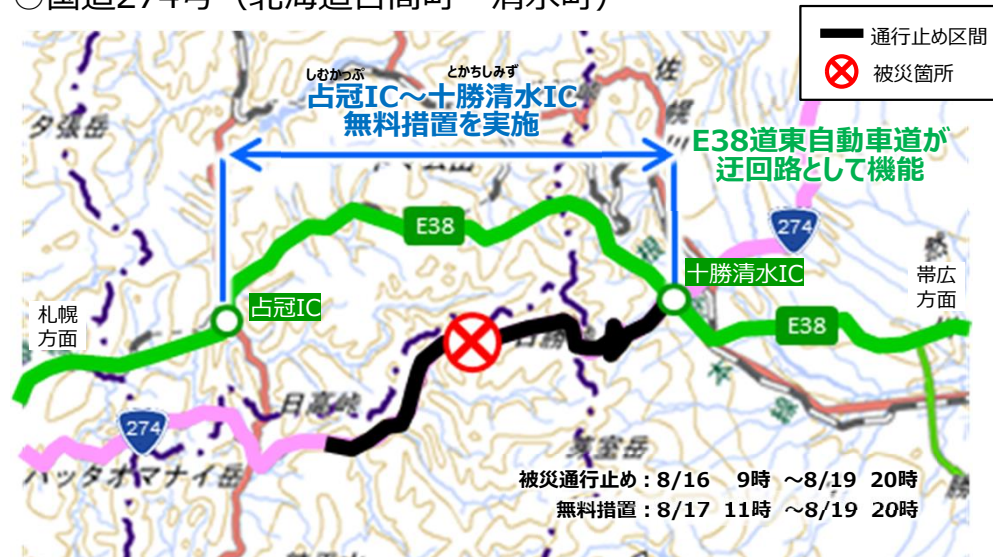 ○国道274号（北海道日高町～清水町）
通行止め区間
被災箇所
しむかっぷ とかちしみず
占冠IC～十勝清水IC
無料措置を実施
E38道東自動車道が
迂回路として機能
夕張岳
佐
幌
川
E38
274
十勝清水IC
占冠IC
札幌
方面
帯広
方面
E38
日勝
日高峠
274
ハッタオマナイ岳
芽室岳
被災通行止め：8/16 9時 ～8/19 20時
無料措置：8/17 11時 ～8/19 20時